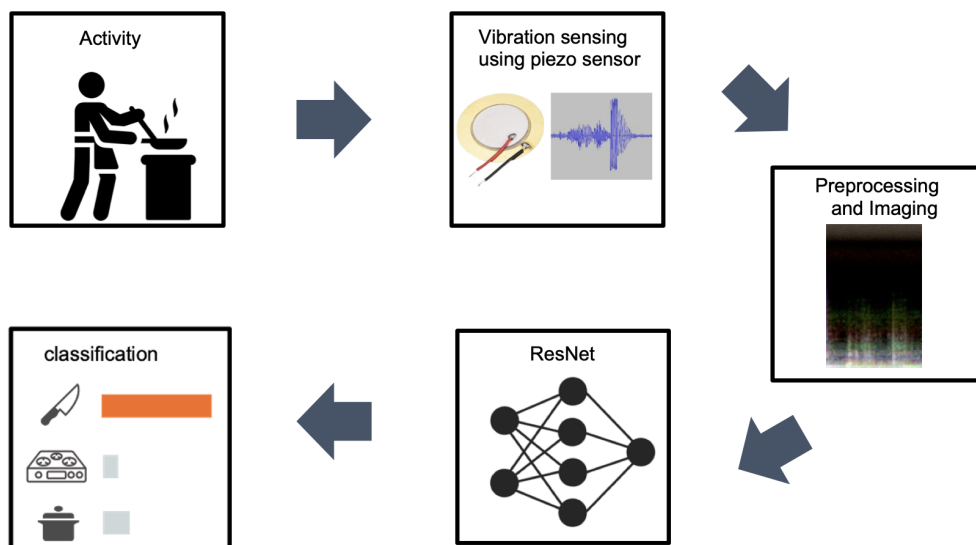 Activity
Vibration sensing
using piezo sensor
Preprocessing
and Imaging
classification
ResNet